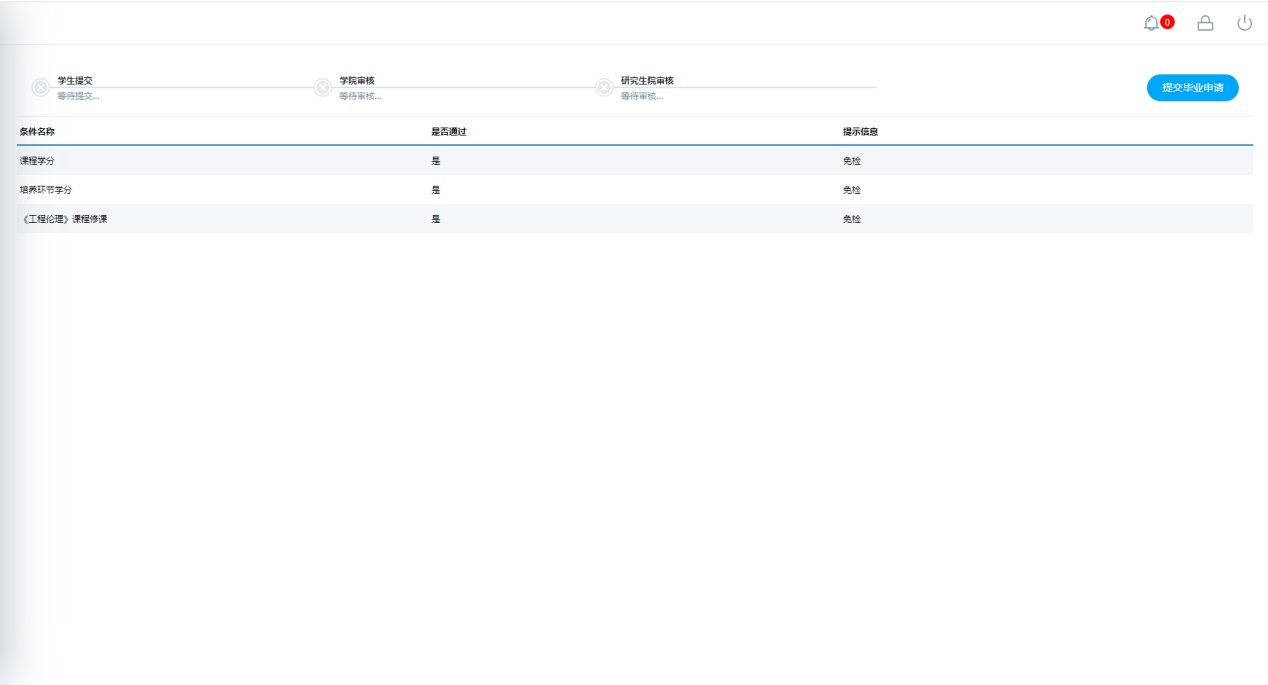 0
学生提交
等待提交...
学院审核
等待审核...
研究生院审核
等待审核...
提交毕业申请
条件名称 是否通过 提示信息
课程学分 是 免检
培养环节学分 是 免检
《工程伦理》课程修课 是 免检